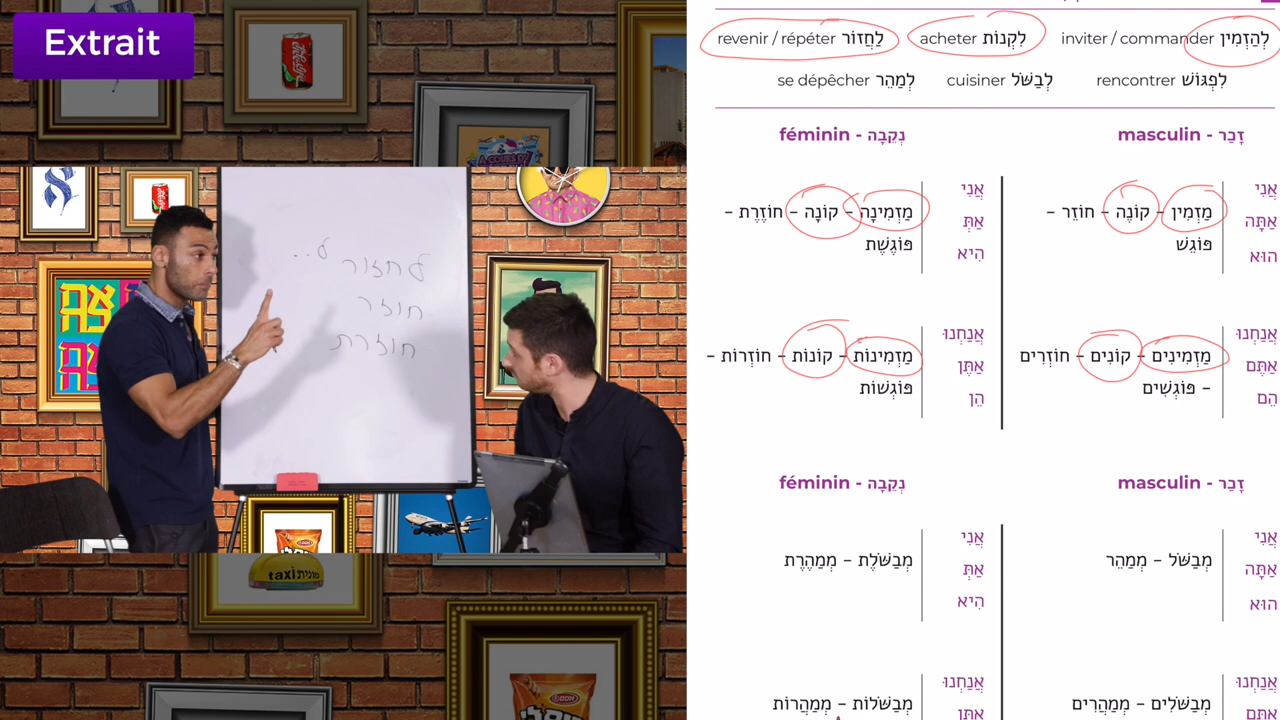 Extrait
לְהַזְמִין inviter / commander
לִקְנוֹת acheter
לַחֲזוֹר revenir / répéter
לִפְגּוֹשׁ rencontrer
לְבַשֵּׁל cuisiner
לְמַהֵר se dépêcher
זָכַר - masculin
נְקֵבָה - féminin
אֲנִי
אַתָּה
הוּא
מַזְמִין – קוֹנֶה – חוֹזֵר –
פּוֹגֵשׁ
אֲנִי
אַתְּ
הִיא
מַזְמִינָה – קוֹנָה – חוֹזֶרֶת –
פּוֹגֶשֶׁת
אֲנַחְנוּ
אַתֶּם
הֵם
מַזְמִינִים – קוֹנִים – חוֹזְרִים
– פּוֹגְשִׁים
אֲנַחְנוּ
אַתֶּן
הֵן
מַזְמִינוֹת – קוֹנוֹת – חוֹזְרוֹת –
פּוֹגְשׁוֹת
זָכַר - masculin
נְקֵבָה - féminin
אֲנִי
אַתָּה
הוּא
מְבַשֵּׁל – מְמַהֵר
אֲנִי
אַתְּ
הִיא
מְבַשֶּׁלֶת – מְמַהֶרֶת
אֲנַחְנוּ
אַתֶּם
מְבַשְּׁלִים – מְמַהֲרִים
אֲנַחְנוּ
אַתֶּן
מְבַשְּׁלוֹת – מְמַהֲרוֹת
לחזור ל..
חוזר
חוזרת
taxi מונית